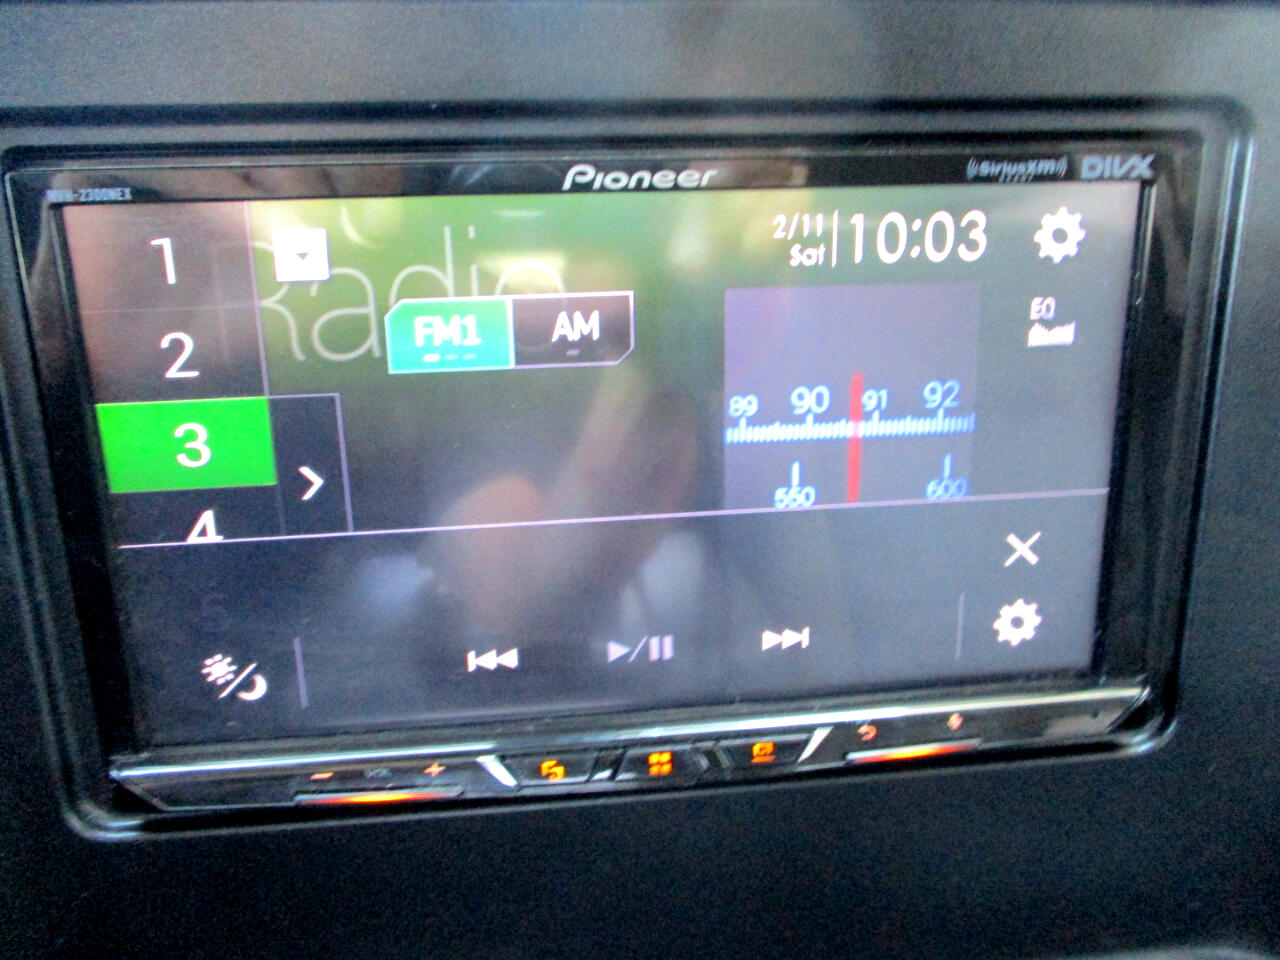 Pioneer
((SiriusXM)) DIVX
Radio
2/11
Sat
10:03
1
2
3
4
FM1
AM
EQ
89 90 91 92
550 600